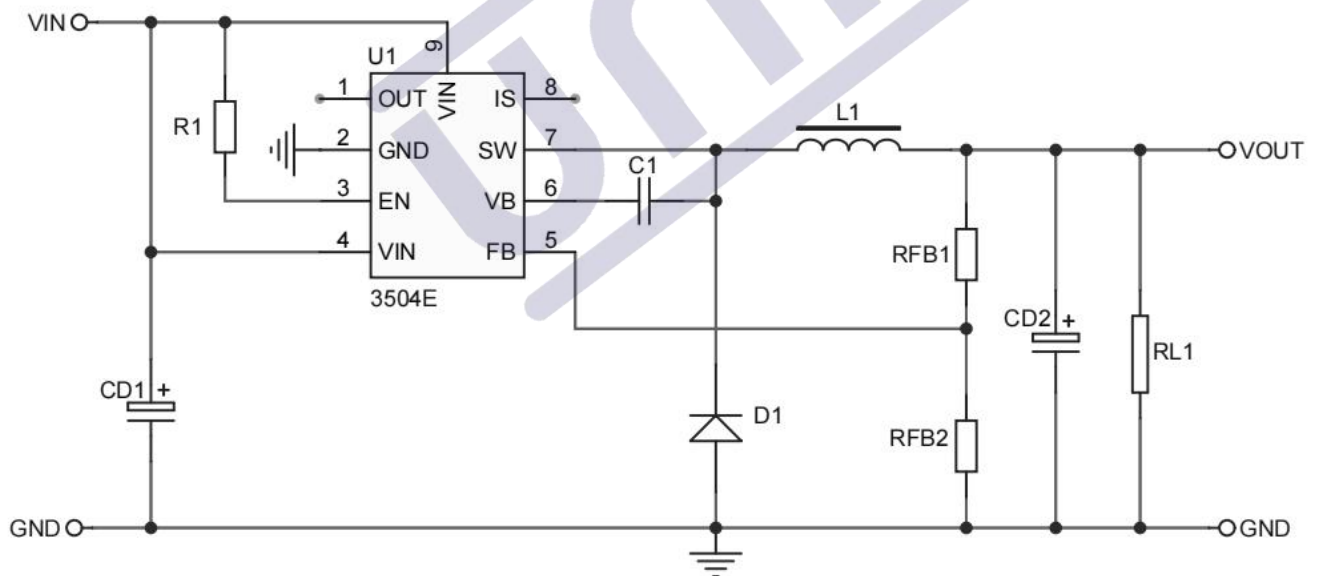 VIN
U1
9
VIN
1
OUT
IS
8
R1
2
GND
SW
7
L1
VOUT
C1
3
EN
VB
6
4
VIN
FB
5
RFB1
3504E
CD2 +
RL1
CD1 +
D1
RFB2
GND
GND